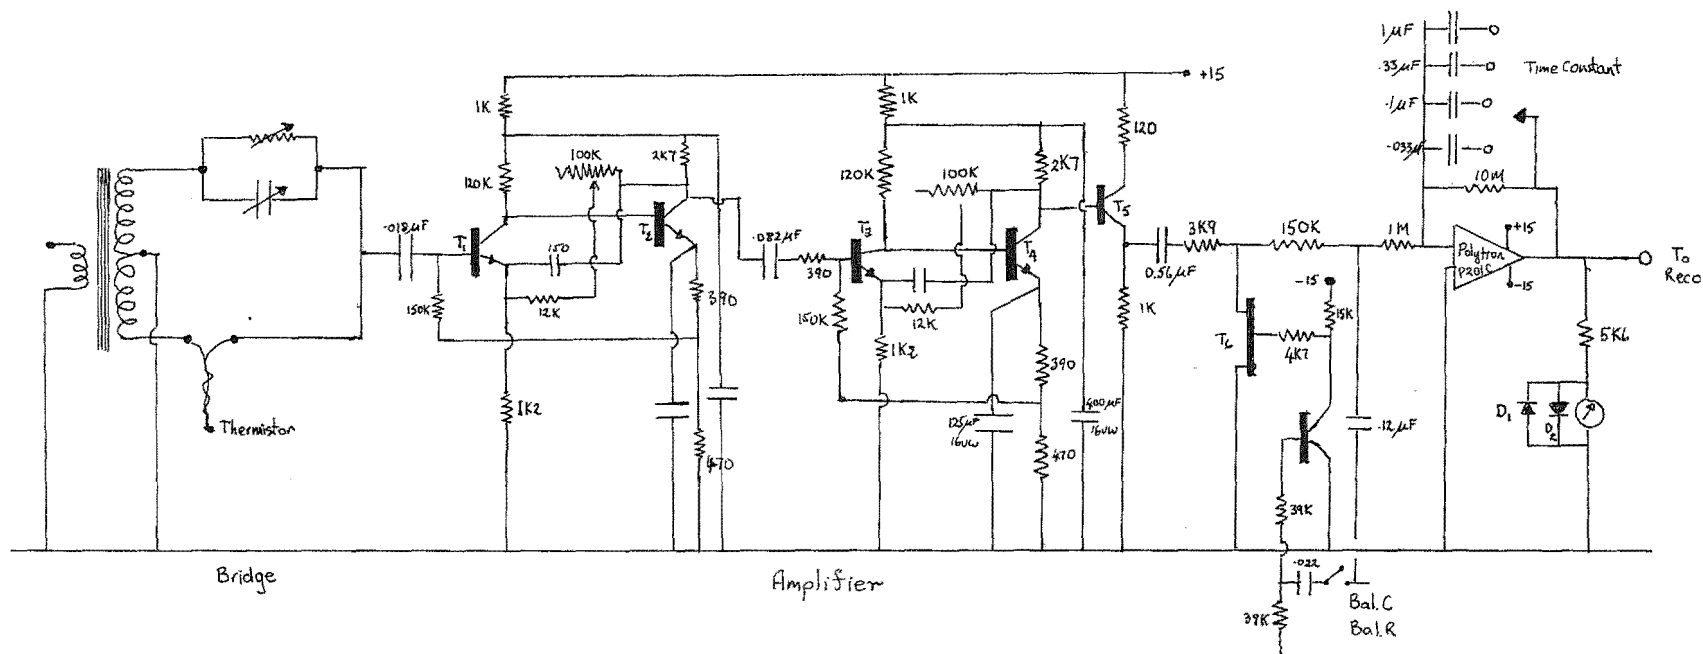 1µF
.33µF
.1µF
.033µF
Time Constant
10M
+15
1K
1K
120
100K
2K7
120K
120K
100K
2K7
T5
.018µF
T1
150
T2
.082µF
390
T3
T4
12K
150K
390
150K
12K
1K2
390
1K2
470
125µF
16vw
400µF
16vw
470
1K
0.56µF
3K9
150K
1M
-15
15K
T6
4K7
.12µF
Polytron
P201C
+15
-15
To
Reco
5K6
D1
D2
Thermistor
39K
.022
39K
Bal.C
Bal.R
Bridge
Amplifier